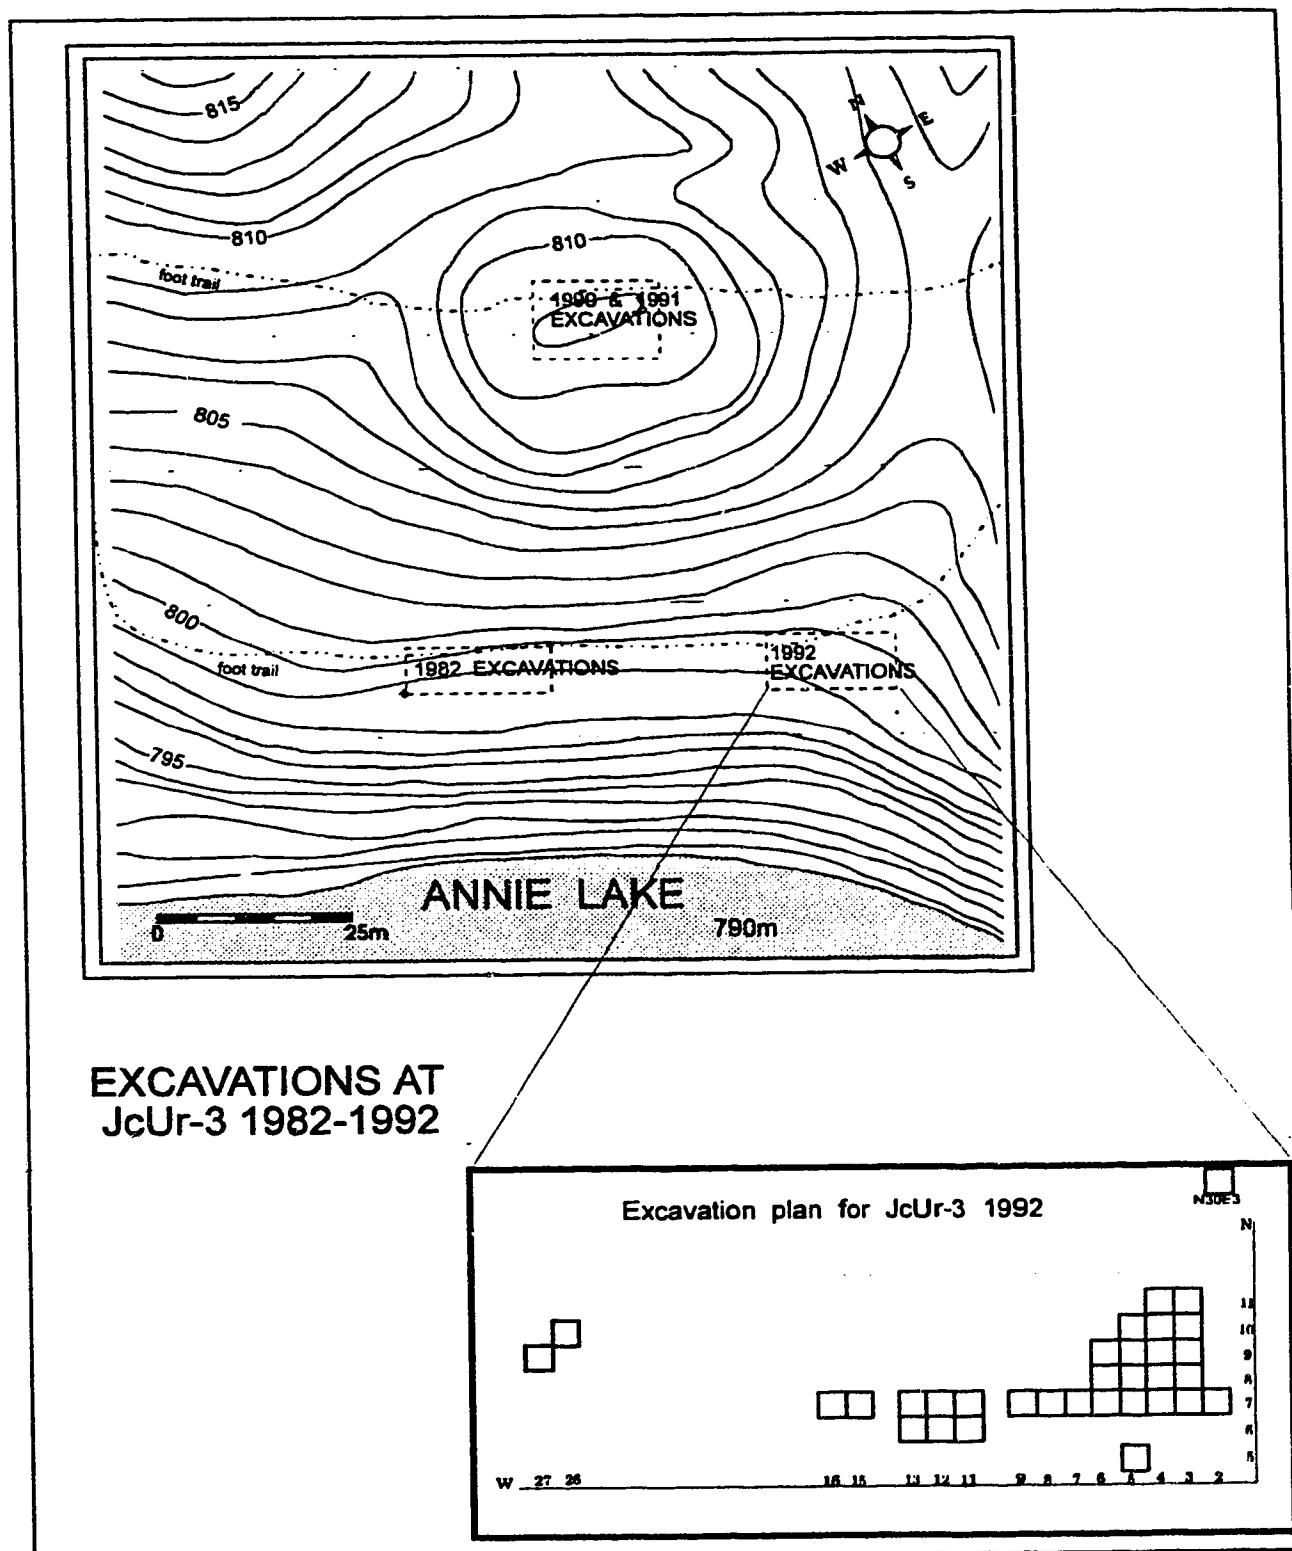 815
N
E
W
S
810
810
foot trail
1990 & 1991
EXCAVATIONS
805
800
foot trail
1982 EXCAVATIONS
1992
EXCAVATIONS
795
ANNIE LAKE
0 25m
790m
EXCAVATIONS AT
JcUr-3 1982-1992
Excavation plan for JcUr-3 1992
N30E3
N
11
10
9
8
7
6
5
W 27 26 16 15 13 12 11 9 8 7 6 5 4 3 2